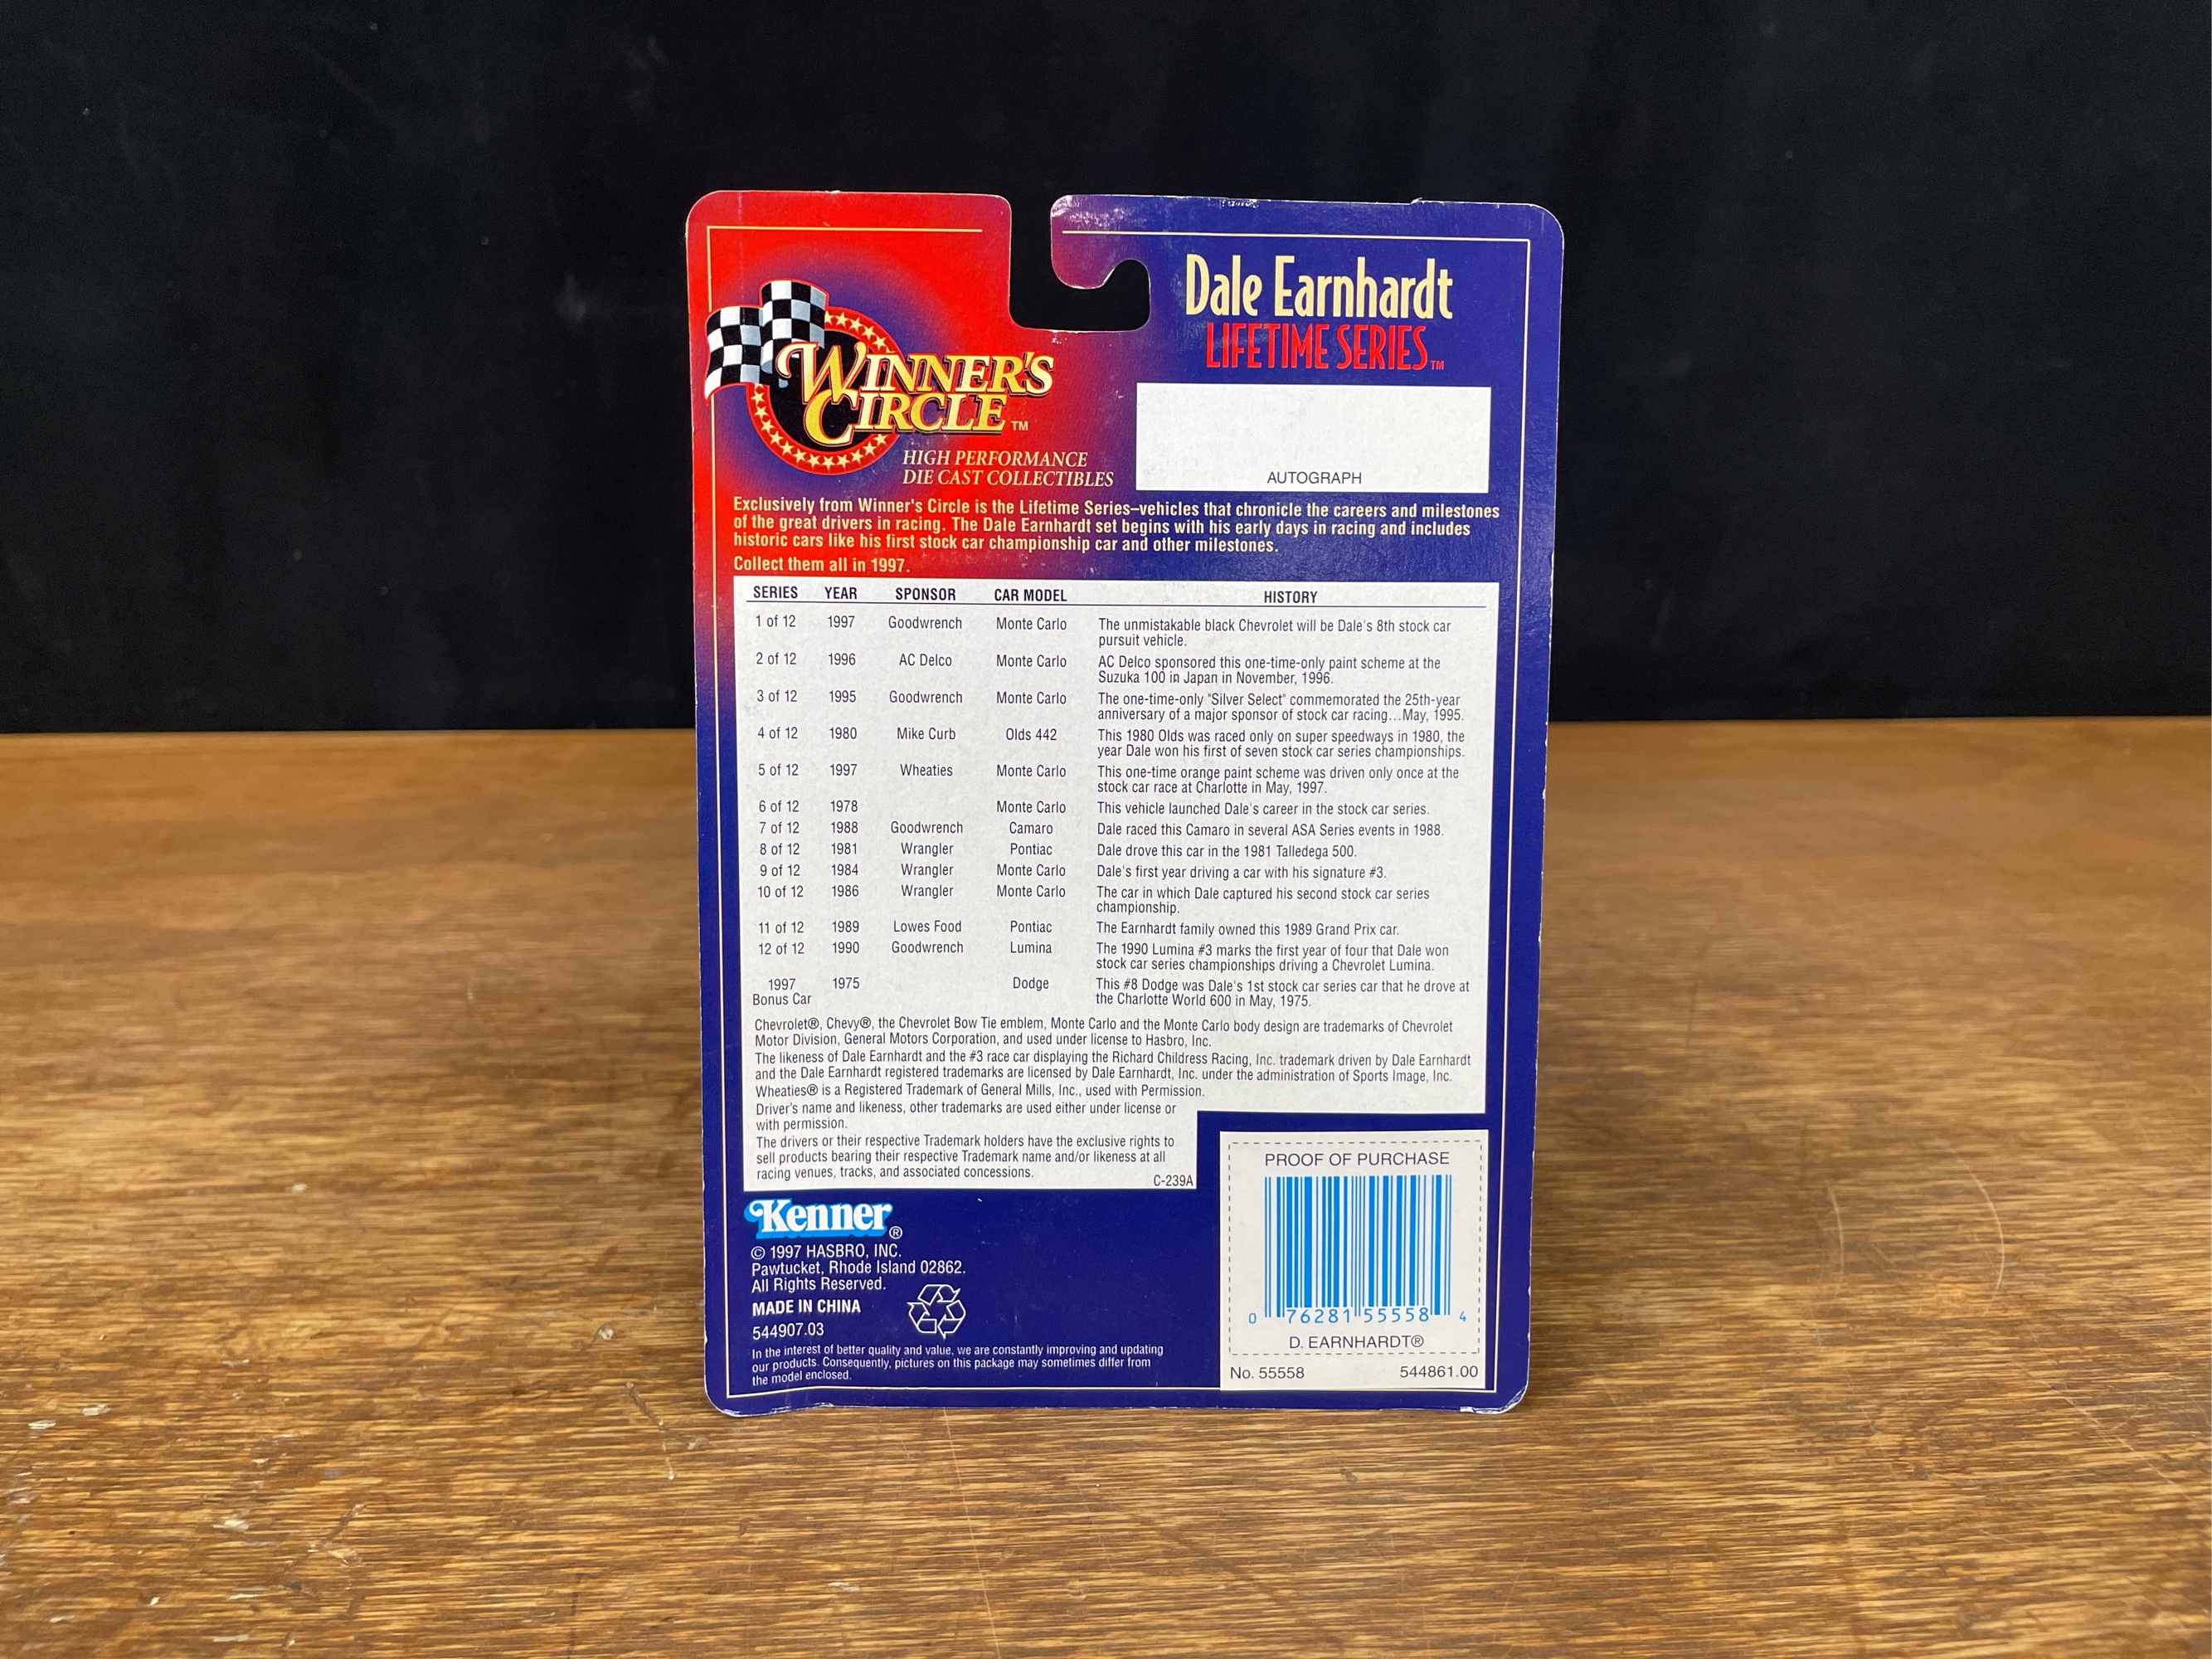 WINNER'S
CIRCLE™
HIGH PERFORMANCE
DIE CAST COLLECTIBLES
Dale Earnhardt
LIFETIME SERIES™
AUTOGRAPH
Exclusively from Winner's Circle is the Lifetime Series–vehicles that chronicle the careers and milestones
of the great drivers in racing. The Dale Earnhardt set begins with his early days in racing and includes
historic cars like his first stock car championship car and other milestones.
Collect them all in 1997.
SERIES YEAR SPONSOR CAR MODEL HISTORY
1 of 12 1997 Goodwrench Monte Carlo The unmistakable black Chevrolet will be Dale's 8th stock car
pursuit vehicle.
2 of 12 1996 AC Delco Monte Carlo AC Delco sponsored this one-time-only paint scheme at the
Suzuka 100 in Japan in November, 1996.
3 of 12 1995 Goodwrench Monte Carlo The one-time-only "Silver Select" commemorated the 25th-year
anniversary of a major sponsor of stock car racing...May, 1995.
4 of 12 1980 Mike Curb Olds 442 This 1980 Olds was raced only on super speedways in 1980, the
year Dale won his first of seven stock car series championships.
5 of 12 1997 Wheaties Monte Carlo This one-time orange paint scheme was driven only once at the
stock car race at Charlotte in May, 1997.
6 of 12 1978 Monte Carlo This vehicle launched Dale's career in the stock car series.
7 of 12 1988 Goodwrench Camaro Dale raced this Camaro in several ASA Series events in 1988.
8 of 12 1981 Wrangler Pontiac Dale drove this car in the 1981 Talledega 500.
9 of 12 1984 Wrangler Monte Carlo Dale's first year driving a car with his signature #3.
10 of 12 1986 Wrangler Monte Carlo The car in which Dale captured his second stock car series
championship.
11 of 12 1989 Lowes Food Pontiac The Earnhardt family owned this 1989 Grand Prix car.
12 of 12 1990 Goodwrench Lumina The 1990 Lumina #3 marks the first year of four that Dale won
stock car series championships driving a Chevrolet Lumina.
1997 1975 Dodge This #8 Dodge was Dale's 1st stock car series car that he drove at
Bonus Car the Charlotte World 600 in May, 1975.
Chevrolet®, Chevy®, the Chevrolet Bow Tie emblem, Monte Carlo and the Monte Carlo body design are trademarks of Chevrolet
Motor Division, General Motors Corporation, and used under license to Hasbro, Inc.
The likeness of Dale Earnhardt and the #3 race car displaying the Richard Childress Racing, Inc. trademark driven by Dale Earnhardt
and the Dale Earnhardt registered trademarks are licensed by Dale Earnhardt, Inc. under the administration of Sports Image, Inc.
Wheaties® is a Registered Trademark of General Mills, Inc., used with Permission.
Driver's name and likeness, other trademarks are used either under license or
with permission.
The drivers or their respective Trademark holders have the exclusive rights to
sell products bearing their respective Trademark name and/or likeness at all
racing venues, tracks, and associated concessions.
C-239A
Kenner®
© 1997 HASBRO, INC.
Pawtucket, Rhode Island 02862.
All Rights Reserved.
MADE IN CHINA
544907.03
In the interest of better quality and value, we are constantly improving and updating
our products. Consequently, pictures on this package may sometimes differ from
the model enclosed.
PROOF OF PURCHASE
0 76281 55558 4
D. EARNHARDT®
No. 55558 544861.00